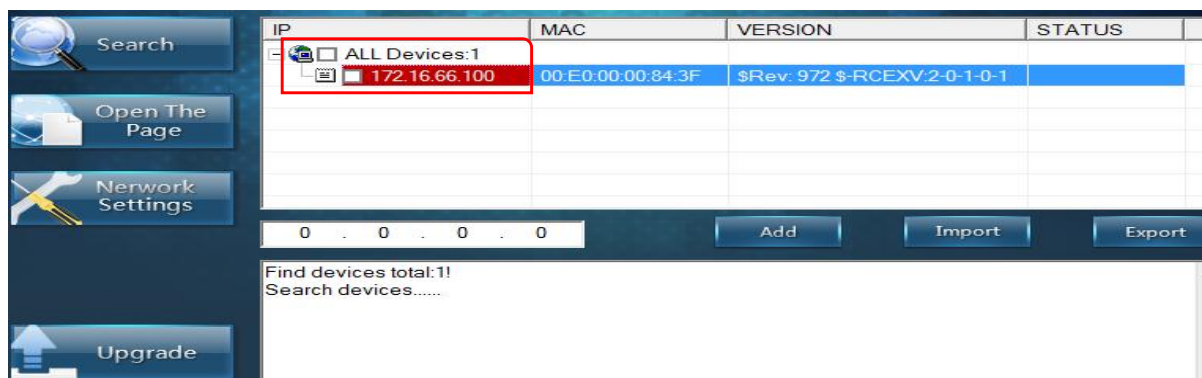 Search
Open The
Page
Nerwork
Settings
Upgrade
IP MAC VERSION STATUS
ALL Devices:1
172.16.66.100 00:E0:00:00:84:3F $Rev: 972 $-RCEXV:2-0-1-0-1
0 . 0 . 0 . 0 Add Import Export
Find devices total:1!
Search devices......